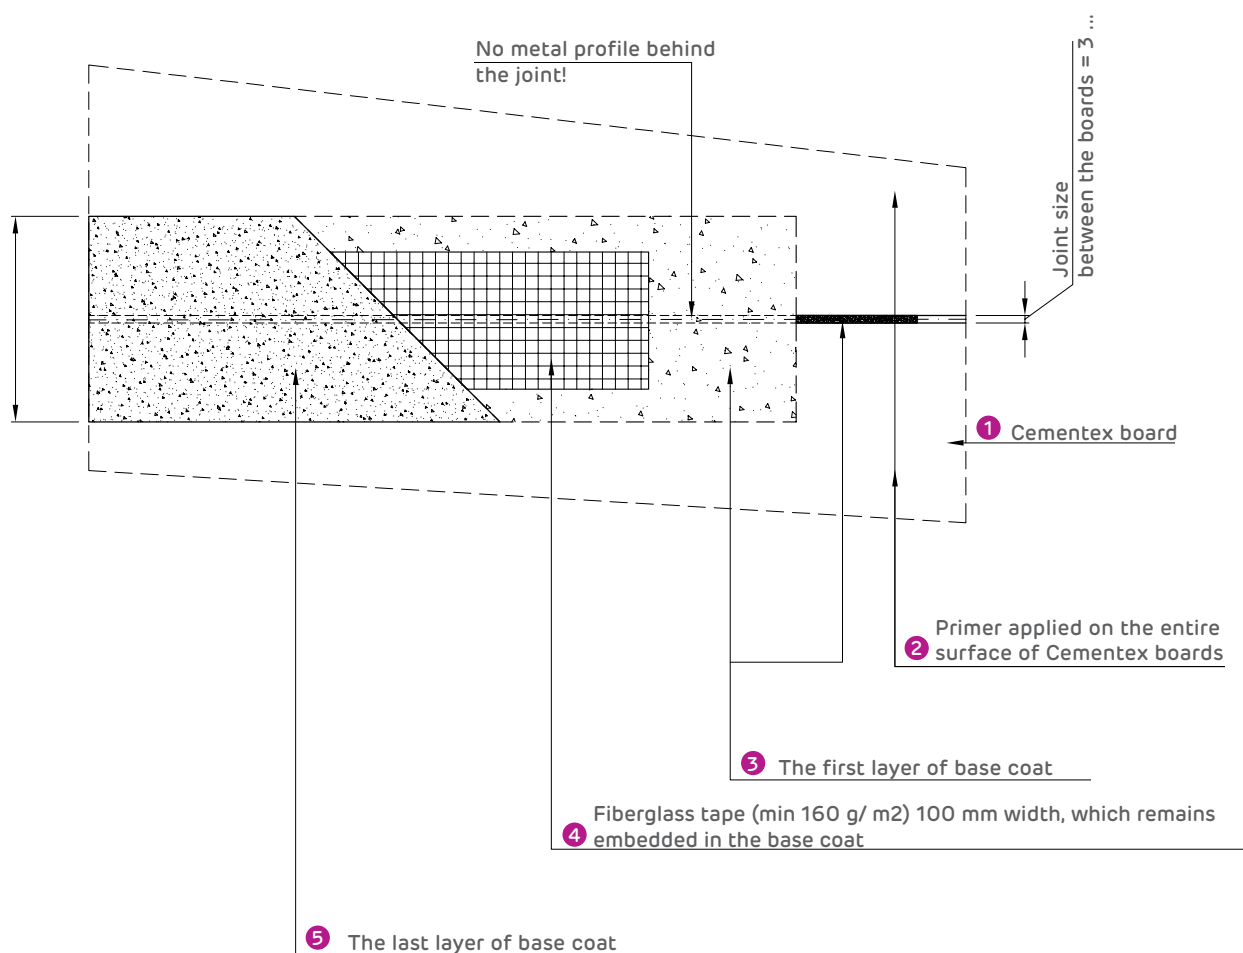 No metal profile behind
the joint!
Joint size
between the boards = 3 ...
1 Cementex board
Primer applied on the entire
2 surface of Cementex boards
3 The first layer of base coat
Fiberglass tape (min 160 g/ m2) 100 mm width, which remains
4 embedded in the base coat
5 The last layer of base coat